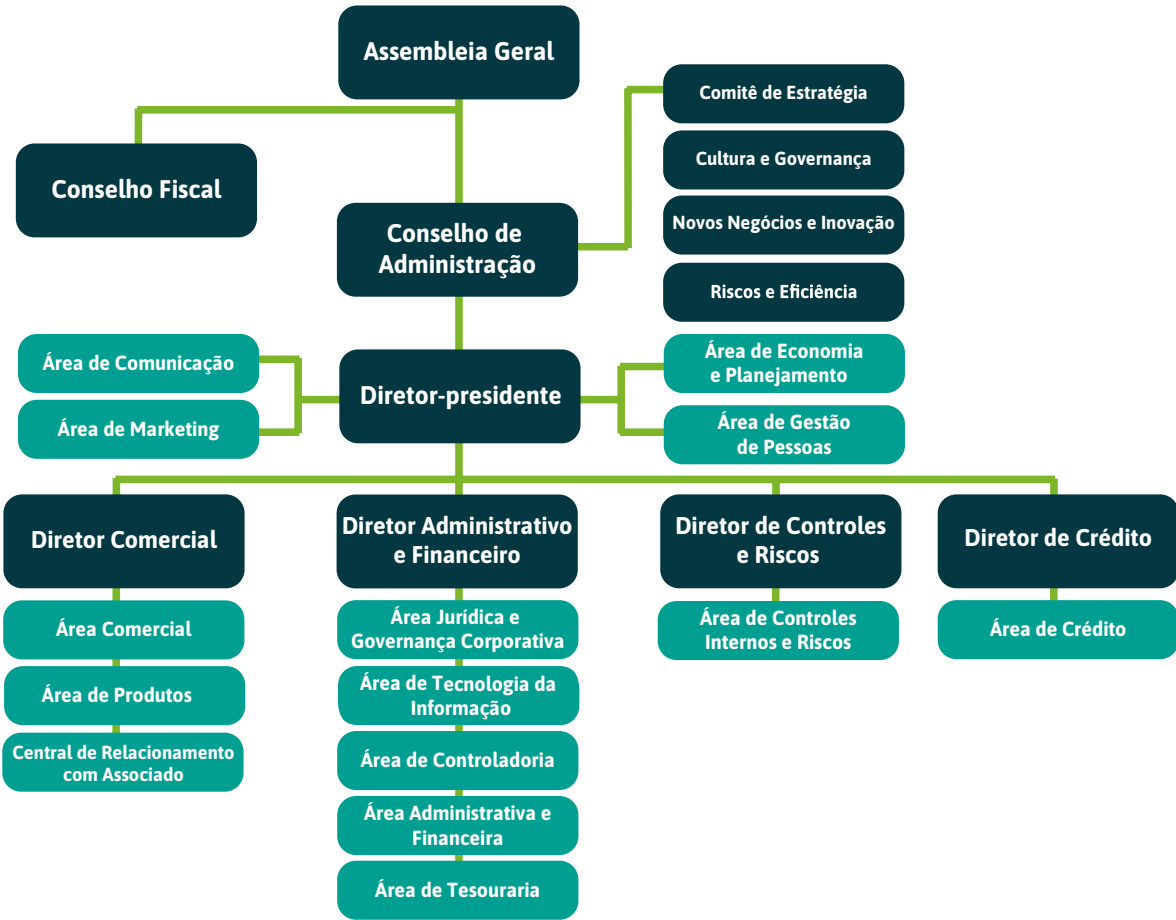 Assembleia Geral
Comitê de Estratégia
Cultura e Governança
Conselho Fiscal
Novos Negócios e Inovação
Conselho de
Administração
Riscos e Eficiência
Área de Comunicação
Área de Marketing
Diretor-presidente
Área de Economia
e Planejamento
Área de Gestão
de Pessoas
Diretor Comercial
Diretor Administrativo
e Financeiro
Diretor de Controles
e Riscos
Diretor de Crédito
Área Comercial
Área de Produtos
Central de Relacionamento
com Associado
Área Jurídica e
Governança Corporativa
Área de Tecnologia da
Informação
Área de Controladoria
Área Administrativa e
Financeira
Área de Tesouraria
Área de Controles
Internos e Riscos
Área de Crédito